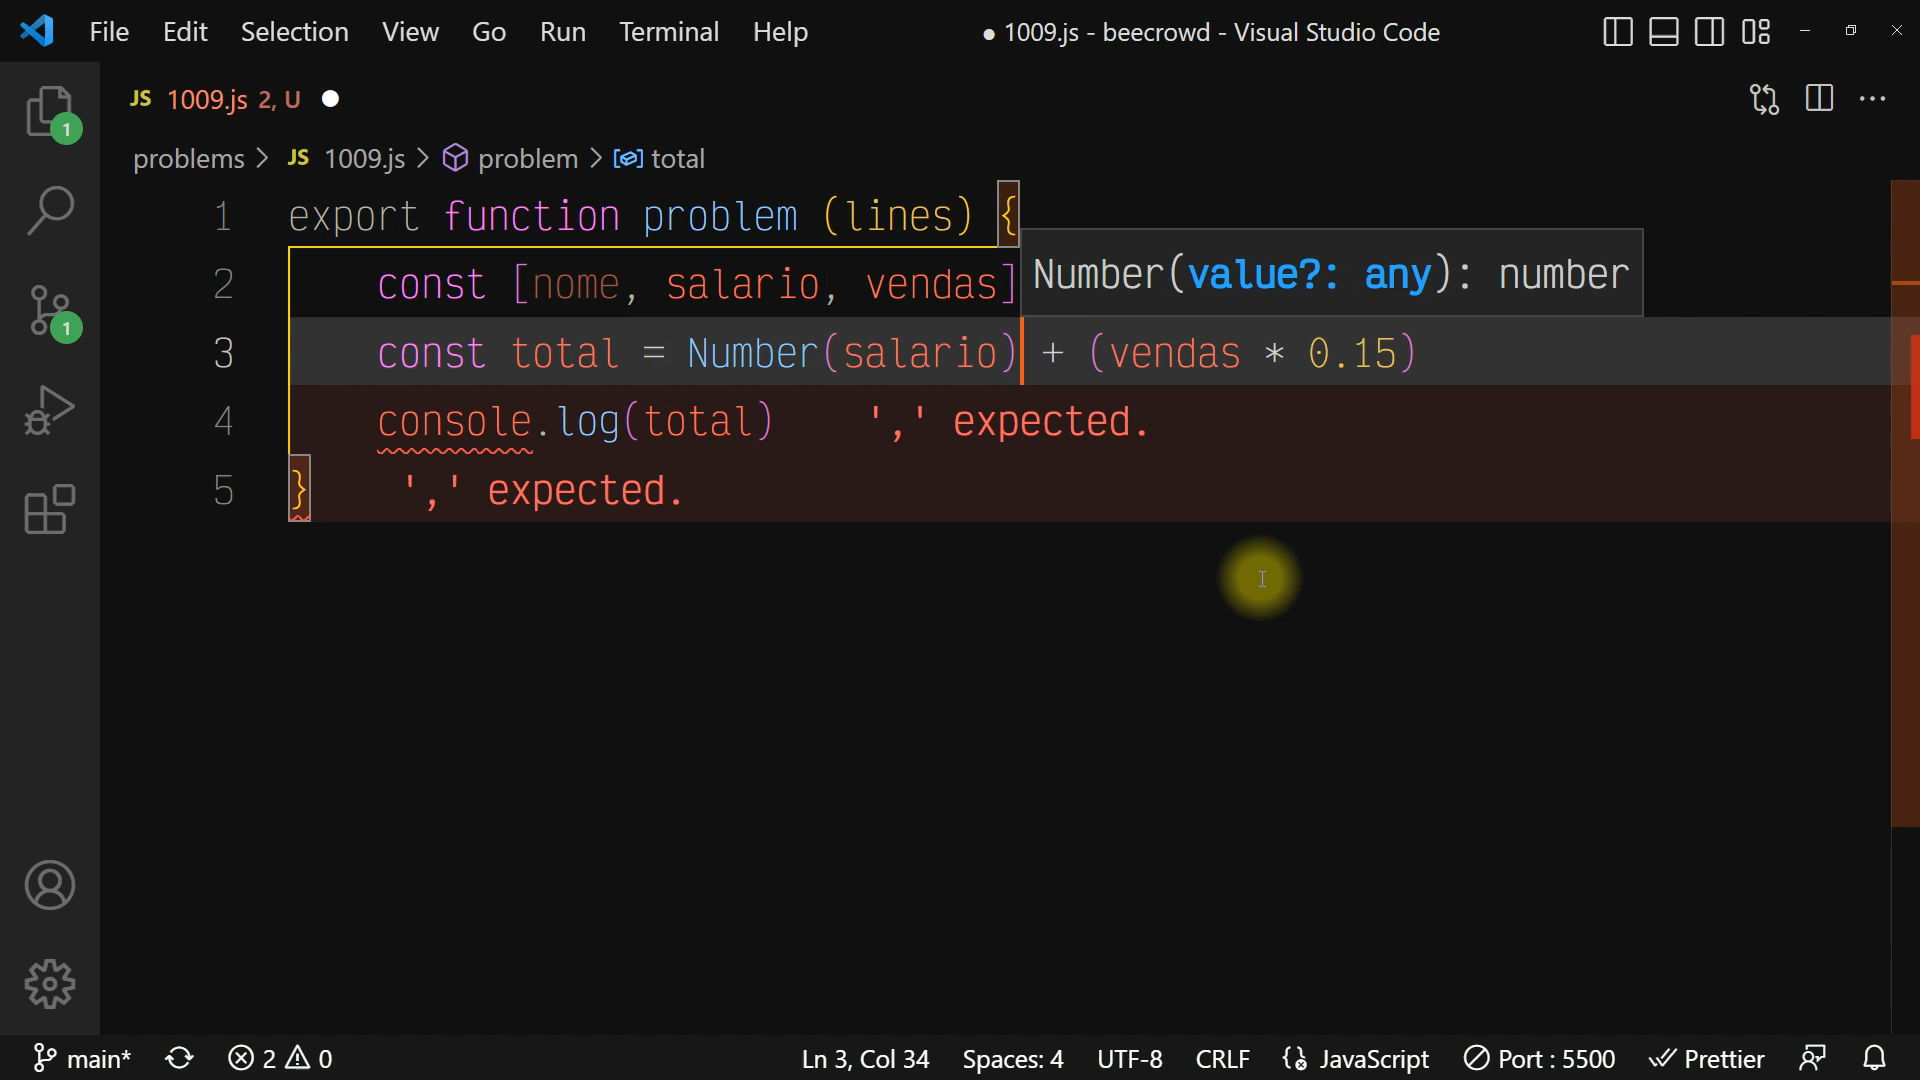 File Edit Selection View Go Run Terminal Help ● 1009.js - beecrowd - Visual Studio Code
JS 1009.js 2, U ●
problems > JS 1009.js > problem > total
1 export function problem (lines) {
2 const [nome, salario, vendas]
Number(value?: any): number
3 const total = Number(salario) + (vendas * 0.15)
4 console.log(total) ',' expected.
5 } ',' expected.
1
1
main* 2 0 Ln 3, Col 34 Spaces: 4 UTF-8 CRLF JavaScript Port : 5500 Prettier